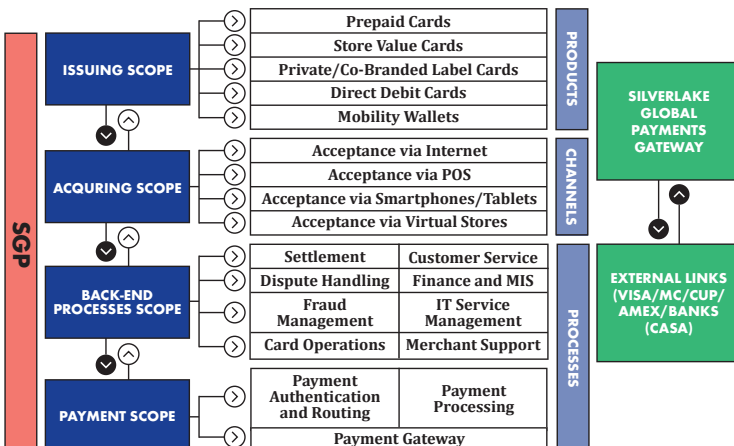 SGP
ISSUING SCOPE
Prepaid Cards
Store Value Cards
Private/Co-Branded Label Cards
Direct Debit Cards
Mobility Wallets
PRODUCTS
ACQURING SCOPE
Acceptance via Internet
Acceptance via POS
Acceptance via Smartphones/Tablets
Acceptance via Virtual Stores
CHANNELS
BACK-END
PROCESSES SCOPE
Settlement
Customer Service
Dispute Handling
Finance and MIS
Fraud
Management
IT Service
Management
Card Operations
Merchant Support
PAYMENT SCOPE
Payment
Authentication
and Routing
Payment
Processing
Payment Gateway
PROCESSES
SILVERLAKE
GLOBAL
PAYMENTS
GATEWAY
EXTERNAL LINKS
(VISA/MC/CUP/
AMEX/BANKS
(CASA)